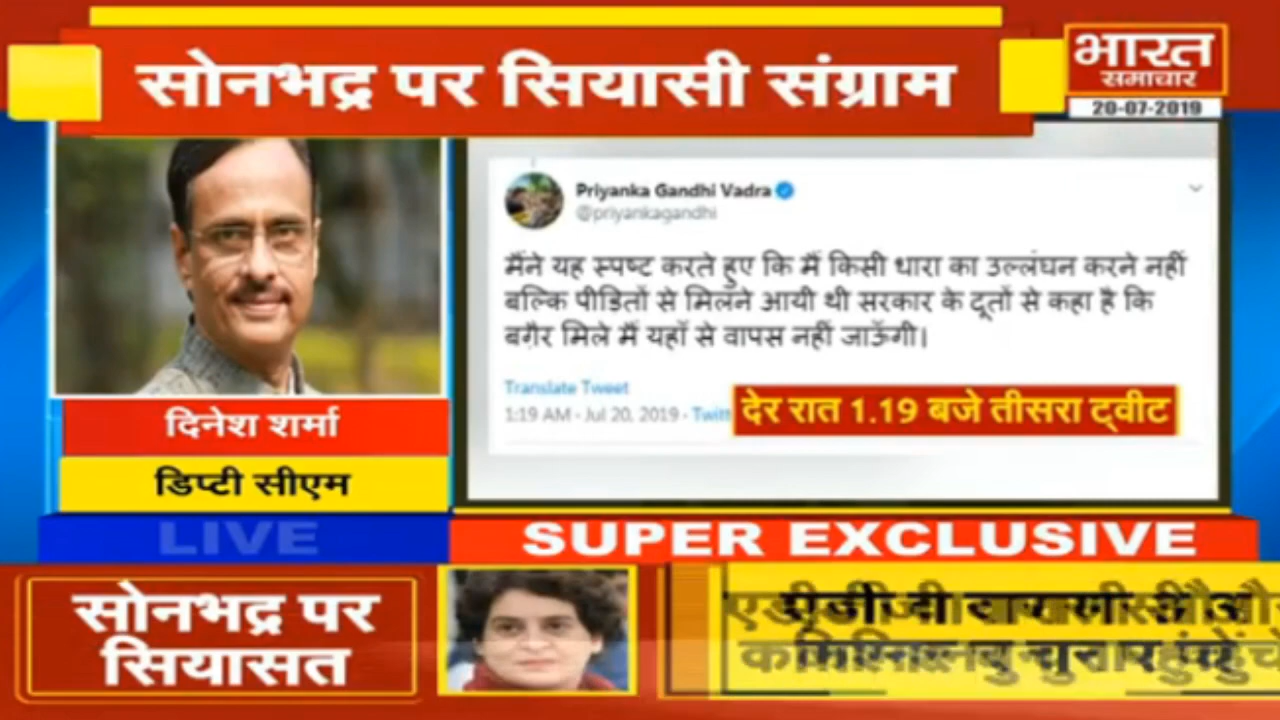 सोनभद्र पर सियासी संग्राम
भारत
समाचार
20-07-2019
Priyanka Gandhi Vadra
@priyankagandhi
मैंने यह स्पष्ट करते हुए कि मैं किसी धारा का उल्लंघन करने नहीं
बल्कि पीडितों से मिलने आयी थी सरकार के दूतों से कहा है कि
बग़ैर मिले मैं यहाँ से वापस नहीं जाऊँगी।
Translate Tweet
1:19 AM - Jul 20, 2019 - Twitt
देर रात 1.19 बजे तीसरा ट्वीट
दिनेश शर्मा
डिप्टी सीएम
LIVE
SUPER EXCLUSIVE
सोनभद्र पर
सियासत